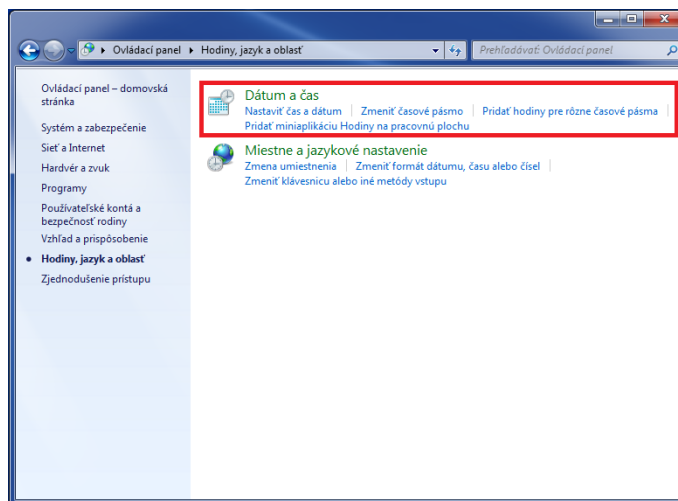 Ovládací panel ▸ Hodiny, jazyk a oblasť
Prehľadávať: Ovládací panel
Ovládací panel – domovská
stránka
Systém a zabezpečenie
Sieť a Internet
Hardvér a zvuk
Programy
Používateľské kontá a
bezpečnosť rodiny
Vzhľad a prispôsobenie
Hodiny, jazyk a oblasť
Zjednodušenie prístupu
Dátum a čas
Nastaviť čas a dátum | Zmeniť časové pásmo | Pridať hodiny pre rôzne časové pásma
Pridať miniaplikáciu Hodiny na pracovnú plochu
Miestne a jazykové nastavenie
Zmena umiestnenia | Zmeniť formát dátumu, času alebo čísel
Zmeniť klávesnicu alebo iné metódy vstupu